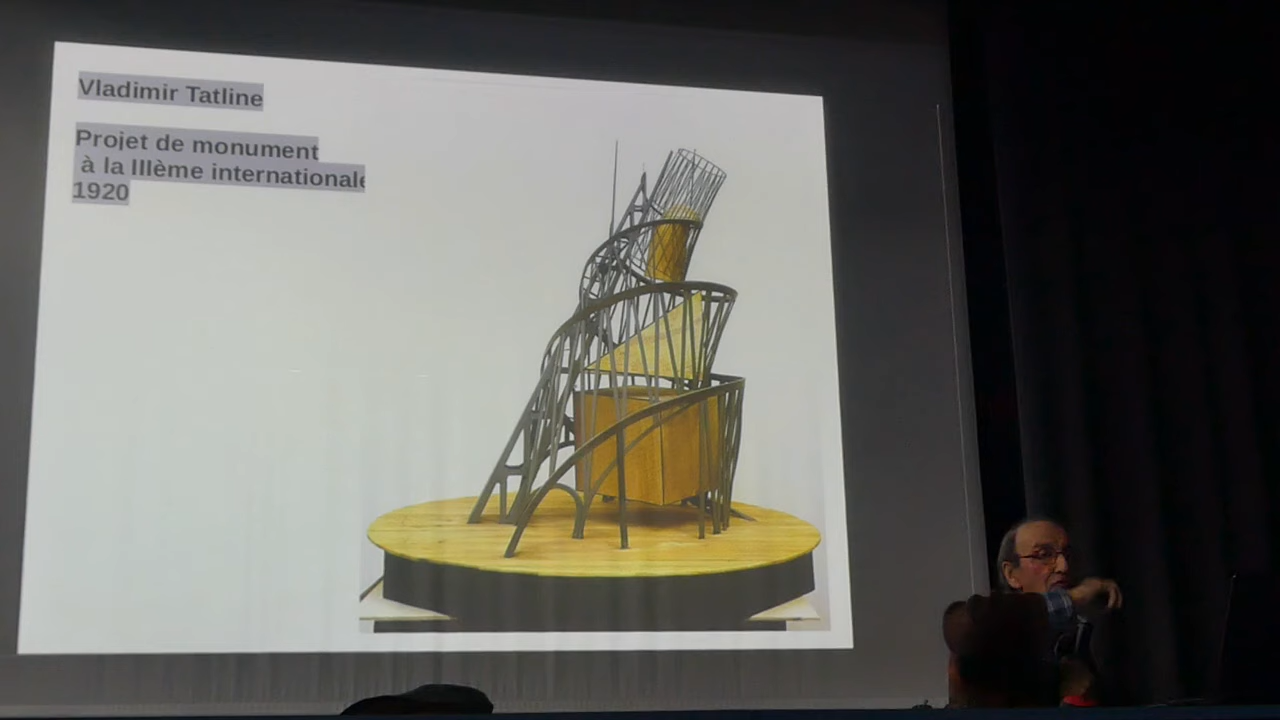 Vladimir Tatline
Projet de monument
à la IIIème internationale
1920